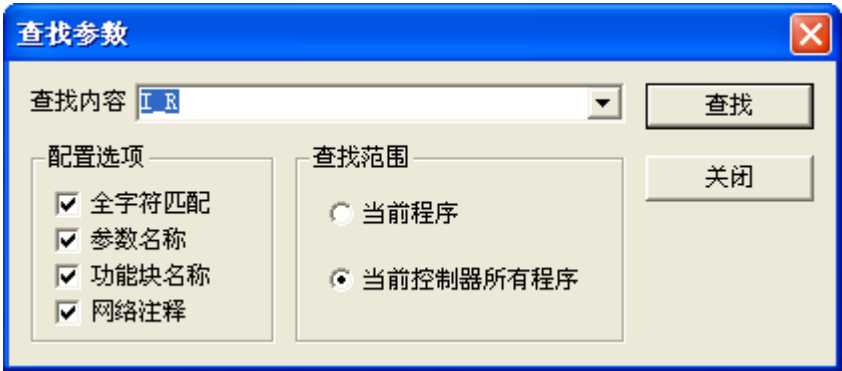 查找参数
查找内容 I_R
查找
关闭
配置选项
全字符匹配
参数名称
功能块名称
网络注释
查找范围
当前程序
当前控制器所有程序